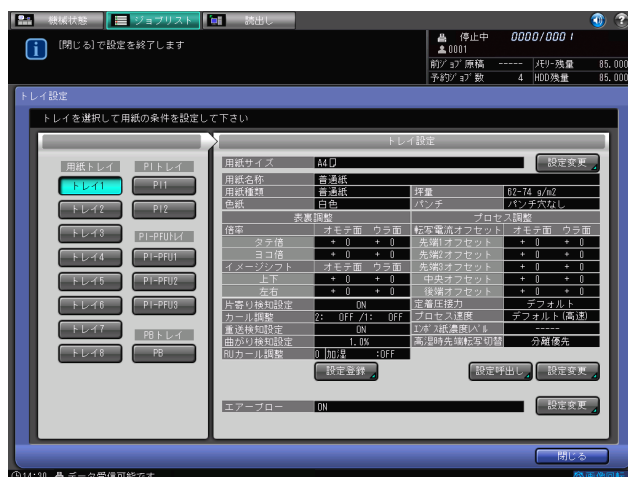 機械状態 ジョブリスト 読出し
[閉じる]で設定を終了します
停止中 0000/0001
0001
前ジョブ原稿 ----- メモリー残量 85.000
予約ジョブ数 4 HDD残量 85.000
トレイ設定
トレイを選択して用紙の条件を設定して下さい
トレイ設定
用紙トレイ PIトレイ
トレイ1 PI1
トレイ2 PI2
トレイ3 PI-PFUトレイ
トレイ4 PI-PFU1
トレイ5 PI-PFU2
トレイ6 PI-PFU3
トレイ7 PBトレイ
トレイ8 PB
用紙サイズ A4 設定変更
用紙名称 普通紙
用紙種類 普通紙 坪量 62-74 g/m2
色紙 白色 パンチ パンチ穴なし
表裏調整 プロセス調整
倍率 オモテ面 ウラ面 転写電流オフセット オモテ面 ウラ面
タテ倍 + 0 + 0 先端1オフセット + 0 + 0
ヨコ倍 + 0 + 0 先端2オフセット + 0 + 0
イメージシフト オモテ面 ウラ面 先端3オフセット + 0 + 0
上下 + 0 + 0 中央オフセット + 0 + 0
左右 + 0 + 0 後端オフセット + 0 + 0
片寄り検知設定 ON 定着圧接力 デフォルト
カール調整 2: OFF /1: OFF プロセス速度 デフォルト(高速)
重送検知設定 ON エンボス紙濃度レベル -----
曲がり検知設定 1.0% 高湿時先端転写切替 分離優先
RUカール調整 0 加湿 :OFF
設定登録 設定呼出し 設定変更
エアーブロー ON 設定変更
閉じる
14:30 データ受信可能です 画像回転